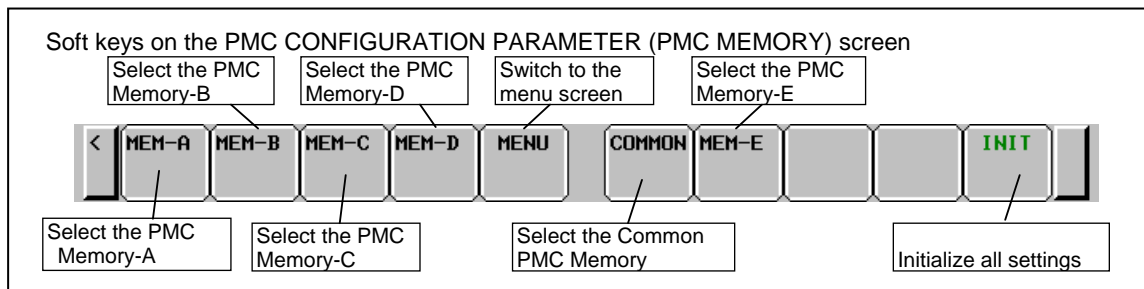 Soft keys on the PMC CONFIGURATION PARAMETER (PMC MEMORY) screen
Select the PMC
Memory-B
Select the PMC
Memory-D
Switch to the
menu screen
Select the PMC
Memory-E
< MEM-A MEM-B MEM-C MEM-D MENU COMMON MEM-E INIT
Select the PMC
Memory-A
Select the PMC
Memory-C
Select the Common
PMC Memory
Initialize all settings